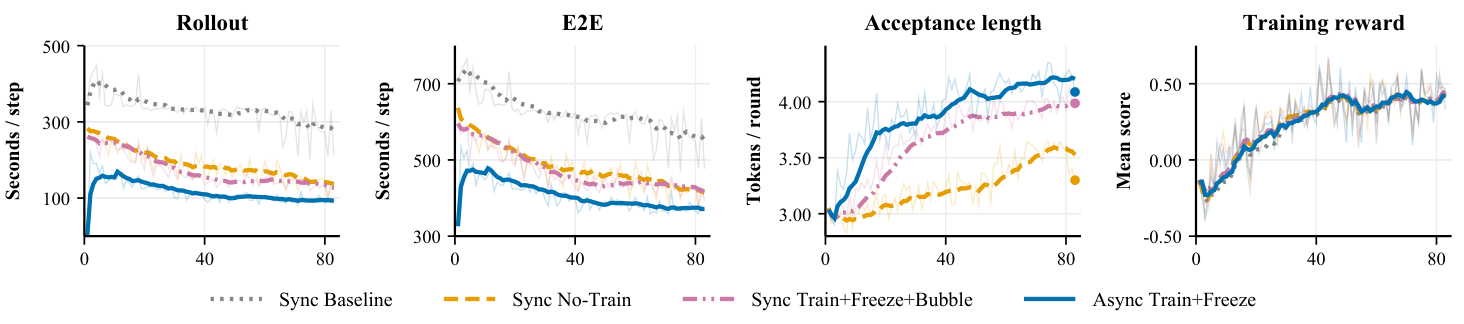 Rollout
E2E
Acceptance length
Training reward
Seconds / step
500
300
100
0
40
80
Seconds / step
700
500
300
0
40
80
Tokens / round
4.00
3.50
3.00
0
40
80
Mean score
0.50
0.00
-0.50
0
40
80
Sync Baseline
Sync No-Train
Sync Train+Freeze+Bubble
Async Train+Freeze